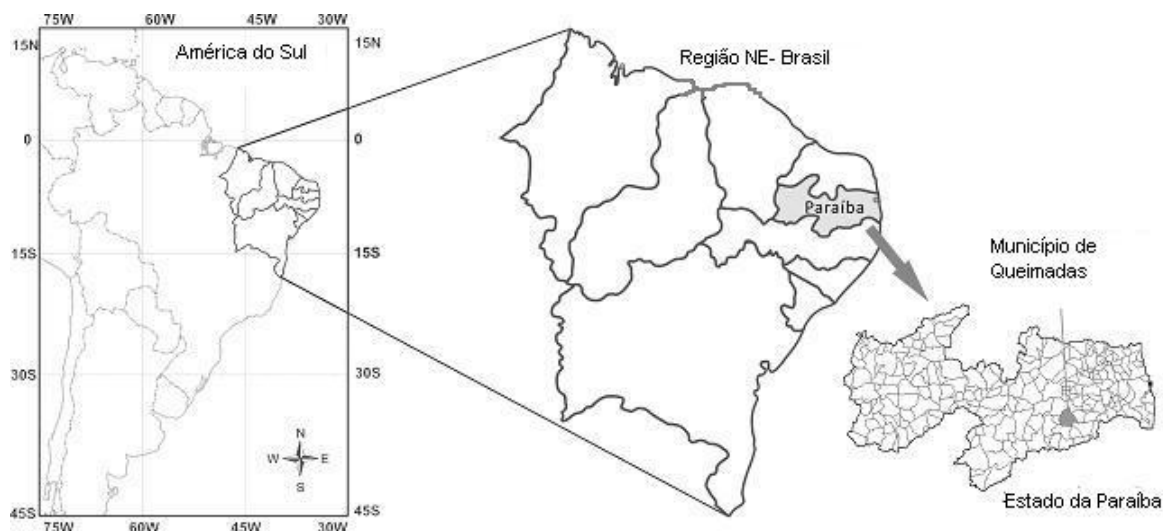 75W 60W 45W 30W
15N 15N
América do Sul
Região NE- Brasil
0 0
Paraíba
15S 15S
Município de
Queimadas
30S 30S
N
W E
S
45S 45S
Estado da Paraíba
75W 60W 45W 30W